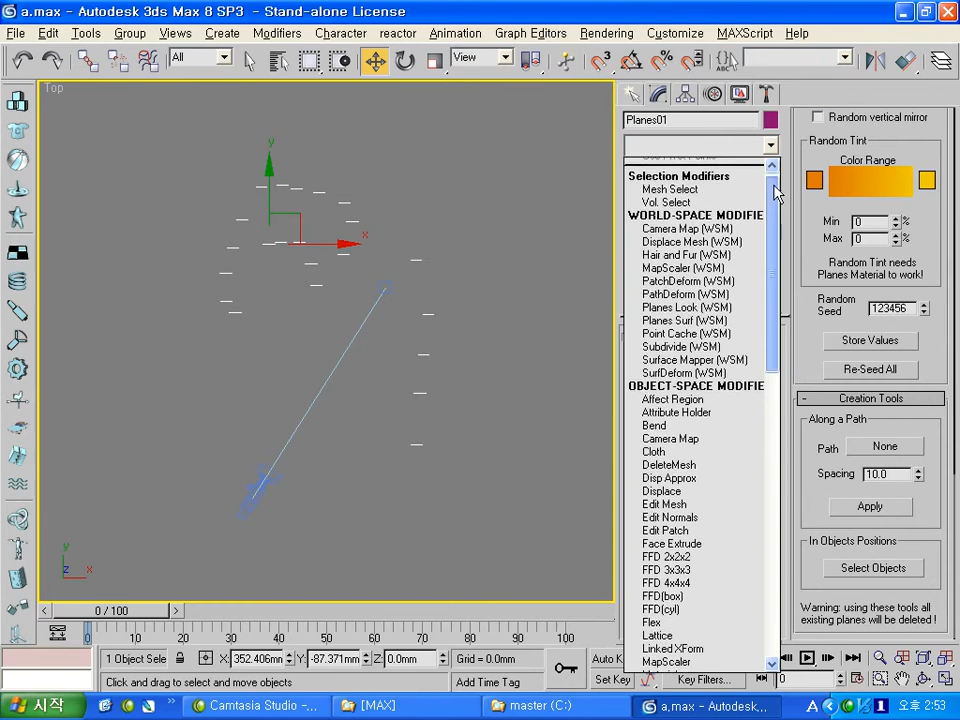 a.max - Autodesk 3ds Max 8 SP3 - Stand-alone License
File Edit Tools Group Views Create Modifiers Character reactor Animation Graph Editors Rendering Customize MAXScript Help
All
View
Top
y
x
y
z
x
Planes01
Selection Modifiers
Mesh Select
Vol. Select
WORLD-SPACE MODIFIE
Camera Map (WSM)
Displace Mesh (WSM)
Hair and Fur (WSM)
MapScaler (WSM)
PatchDeform (WSM)
PathDeform (WSM)
Planes Look (WSM)
Planes Surf (WSM)
Point Cache (WSM)
Subdivide (WSM)
Surface Mapper (WSM)
SurfDeform (WSM)
OBJECT-SPACE MODIFIE
Affect Region
Attribute Holder
Bend
Camera Map
Cloth
DeleteMesh
Disp Approx
Displace
Edit Mesh
Edit Normals
Edit Patch
Face Extrude
FFD 2x2x2
FFD 3x3x3
FFD 4x4x4
FFD(box)
FFD(cyl)
Flex
Lattice
Linked XForm
MapScaler
Random vertical mirror
Random Tint
Color Range
Min 0 %
Max 0 %
Random Tint needs
Planes Material to work!
Random
Seed 123456
Store Values
Re-Seed All
- Creation Tools
Along a Path
Path None
Spacing 10.0
Apply
In Objects Positions
Select Objects
Warning: using these tools all
existing planes will be deleted !
< 0 / 100 >
0 10 20 30 40 50 60 70 80 90 100
1 Object Sele X: 352.406mm Y: -87.371mm Z: 0.0mm Grid = 0.0mm Auto K
Click and drag to select and move objects Add Time Tag Set Key Key Filters... 0
시작 Camtasia Studio - ... [MAX] master (C:) a.max - Autodesk... A 오후 2:53